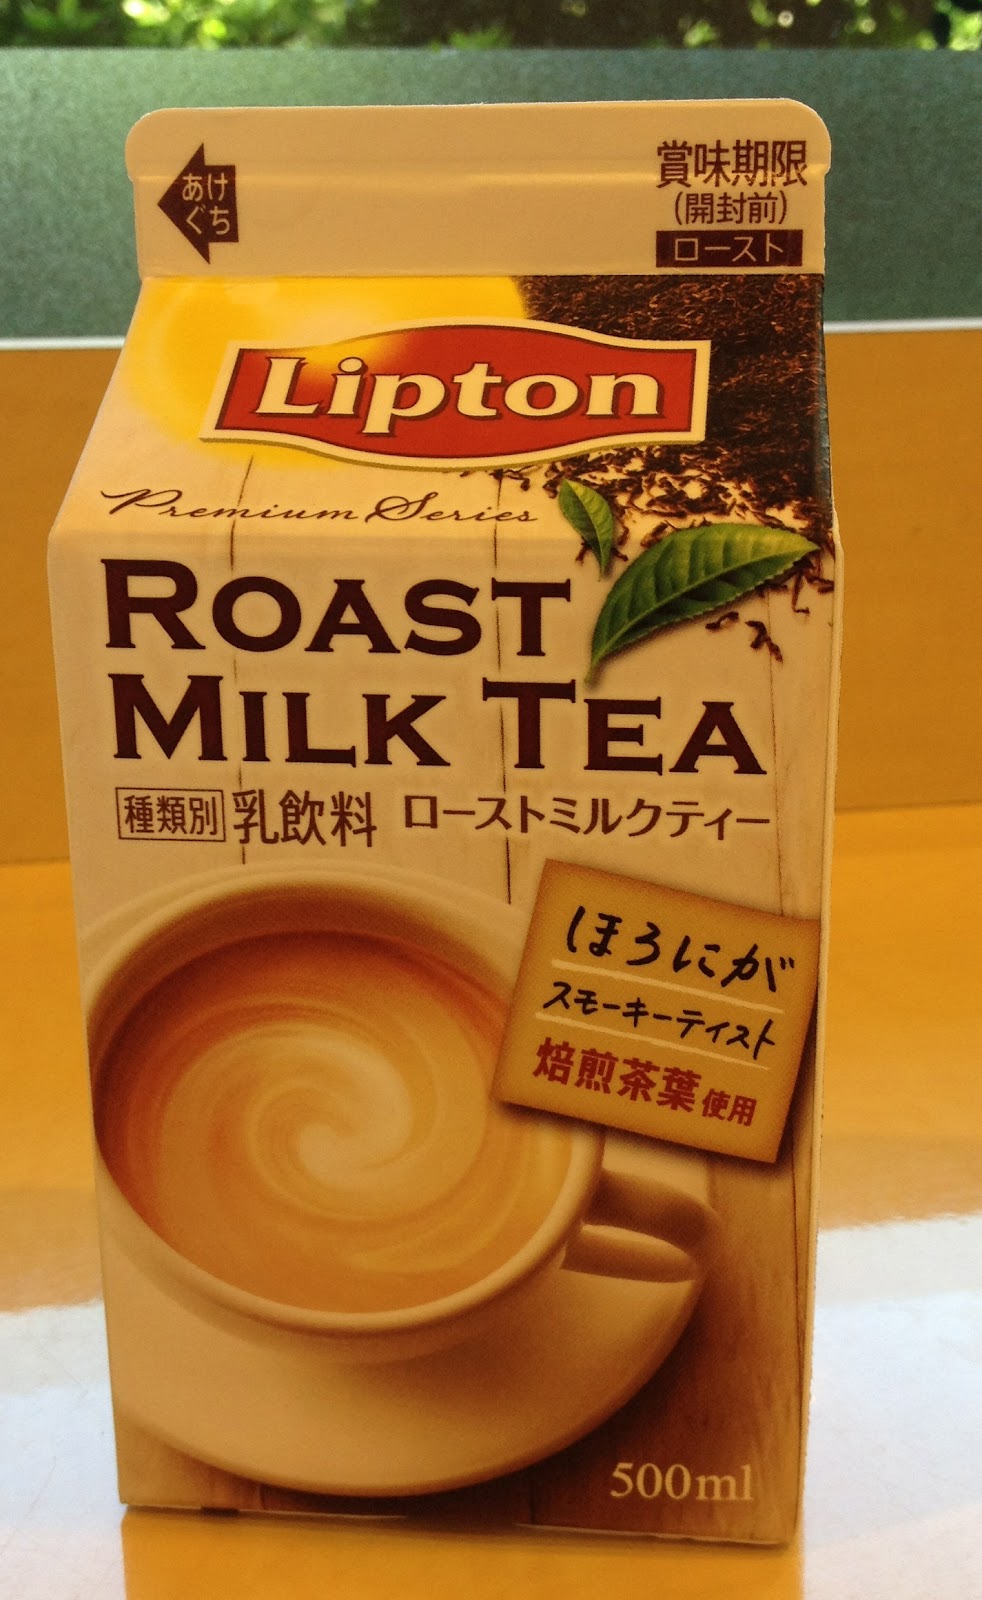 あけ
ぐち
賞味期限
(開封前)
ロースト
Lipton
Premium Series
ROAST
MILK TEA
種類別 乳飲料 ローストミルクティー
ほろにが
スモーキーテイスト
焙煎茶葉使用
500ml